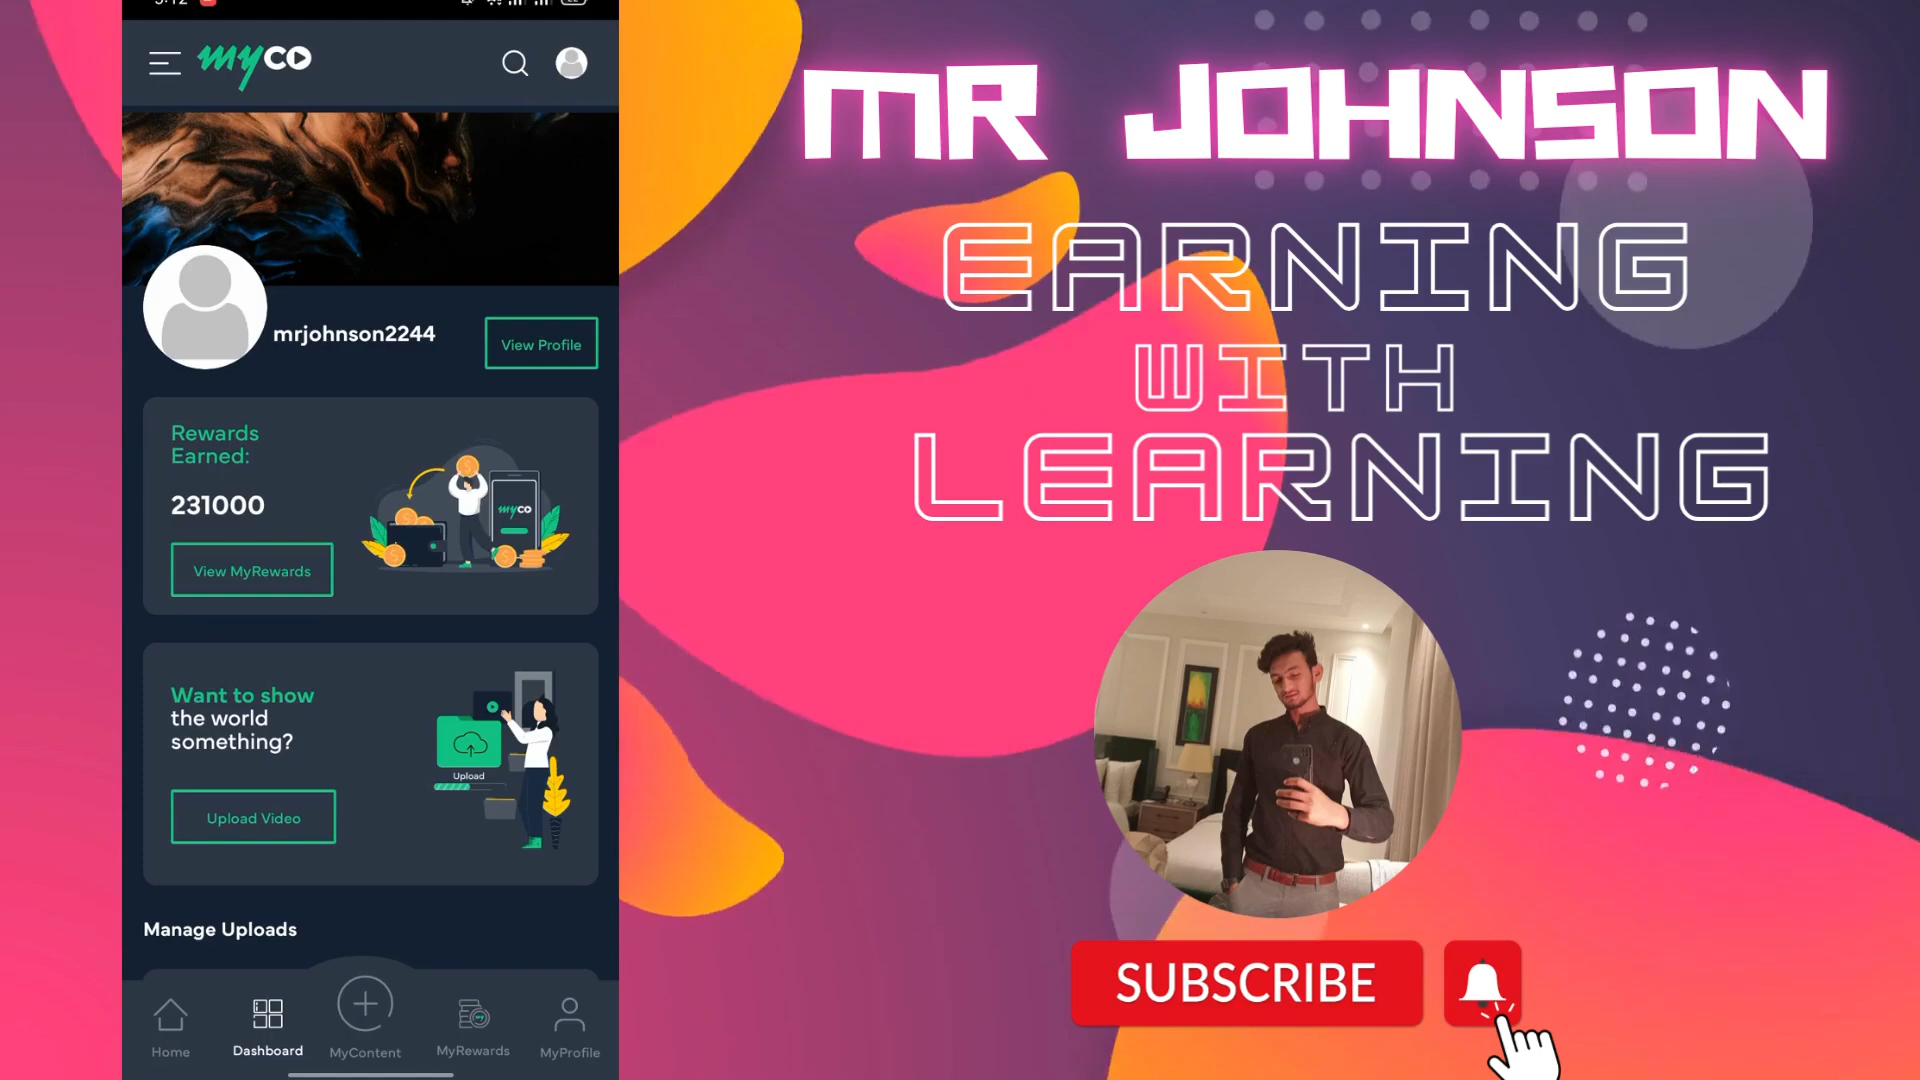 myco
mrjohnson2244
View Profile
Rewards
Earned:
231000
View MyRewards
myco
Want to show
the world
something?
Upload
Upload Video
Manage Uploads
Home
Dashboard
MyContent
MyRewards
MyProfile
MR JOHNSON
EARNING
WITH
LEARNING
SUBSCRIBE